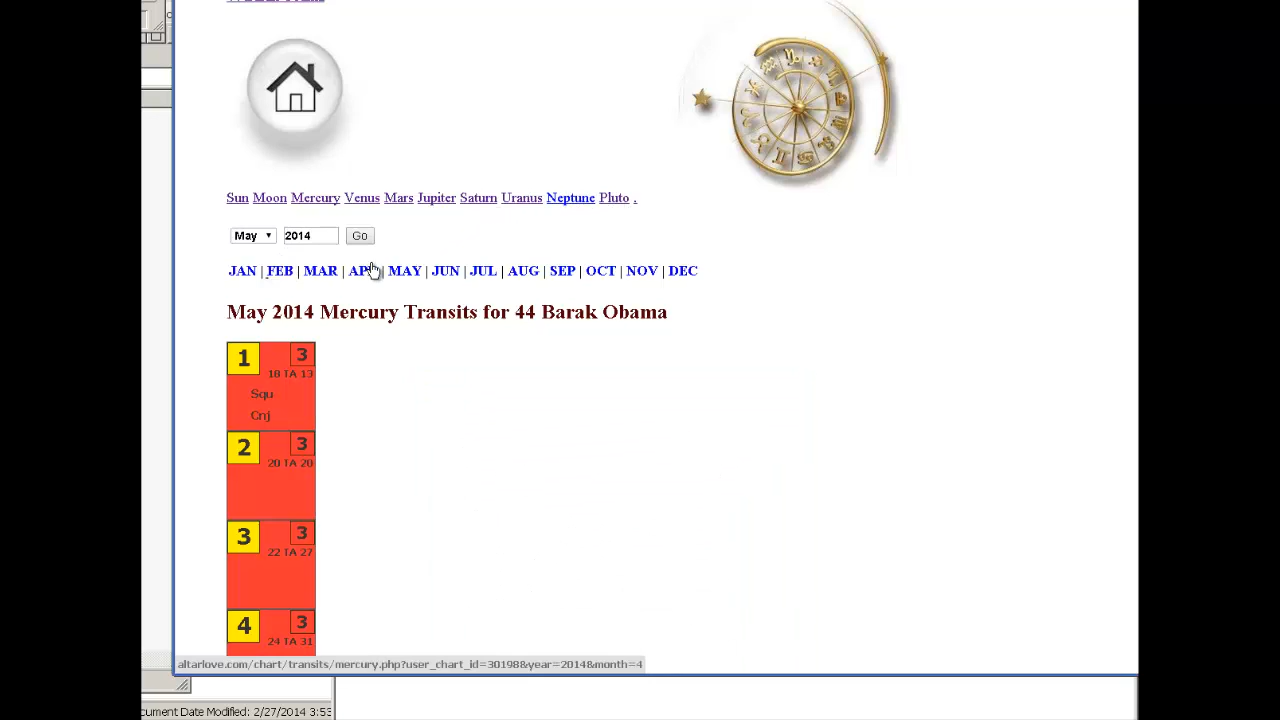 Sun Moon Mercury Venus Mars Jupiter Saturn Uranus Neptune Pluto .
May 2014 Go
JAN | FEB | MAR | AP | MAY | JUN | JUL | AUG | SEP | OCT | NOV | DEC
May 2014 Mercury Transits for 44 Barak Obama
1 3
18 TA 13
Squ
Cnj
2 3
20 TA 20
3 3
22 TA 27
4 3
24 TA 31
altarlove.com/chart/transits/mercury.php?user_chart_id=30198&year=2014&month=4
cument Date Modified: 2/27/2014 3:53